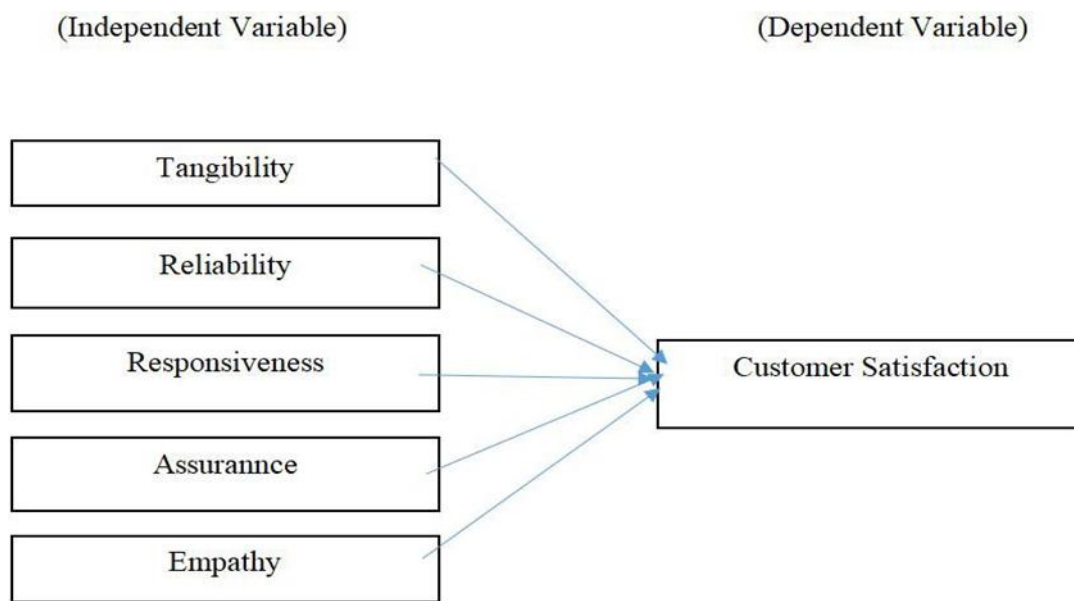 (Independent Variable)
(Dependent Variable)
Tangibility
Reliability
Responsiveness
Customer Satisfaction
Assurannce
Empathy